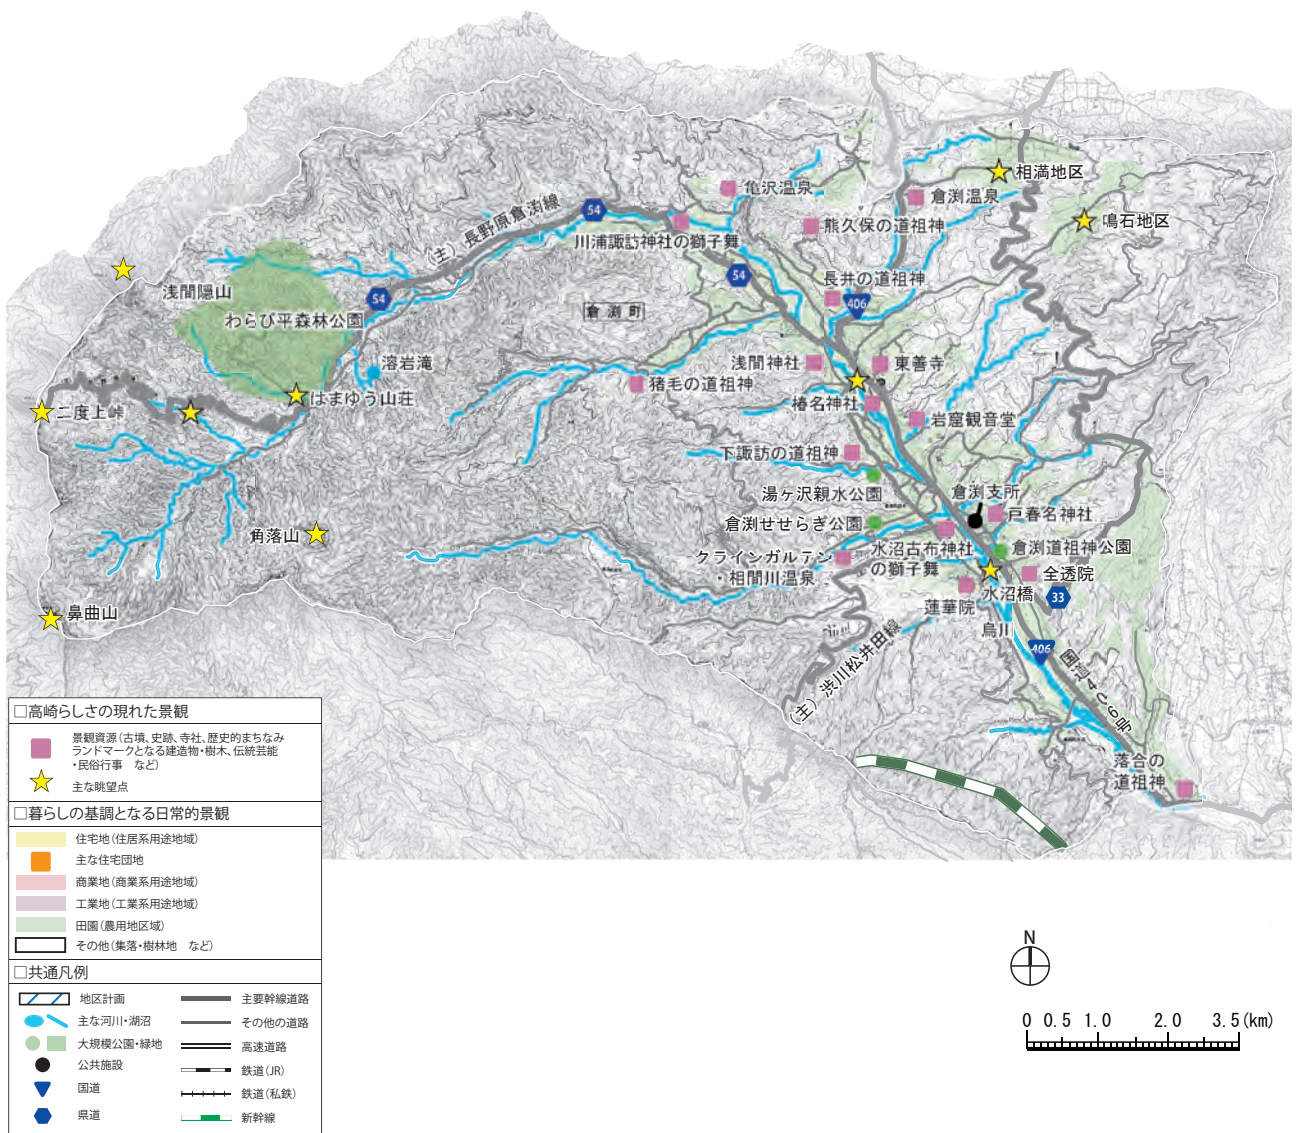 相満地区
鳴石地区
亀沢温泉
倉渕温泉
54
(主)長野原倉渕線
川浦諏訪神社の獅子舞
熊久保の道祖神
54
長井の道祖神
406
浅間隠山
54
わらび平森林公園
倉渕町
溶岩滝
浅間神社
東善寺
猪毛の道祖神
はまゆう山荘
椿名神社
二度上峠
岩窟観音堂
下諏訪の道祖神
湯ヶ沢親水公園
倉渕支所
戸春名神社
倉渕せせらぎ公園
角落山
水沼古布神社
の獅子舞
倉渕道祖神公園
クラインガルテン
・相間川温泉
全透院
水沼橋
33
蓮華院
鼻曲山
烏川
(主)渋川松井田線
406
国道406号
落合の
道祖神
□高崎らしさの現れた景観
景観資源(古墳、史跡、寺社、歴史的まちなみ
ランドマークとなる建造物・樹木、伝統芸能
・民俗行事 など)
主な眺望点
□暮らしの基調となる日常的景観
住宅地(住居系用途地域)
主な住宅団地
商業地(商業系用途地域)
工業地(工業系用途地域)
田園(農用地区域)
その他(集落・樹林地 など)
□共通凡例
地区計画
主な河川・湖沼
大規模公園・緑地
公共施設
国道
県道
主要幹線道路
その他の道路
高速道路
鉄道(JR)
鉄道(私鉄)
新幹線
N
0 0.5 1.0 2.0 3.5(km)